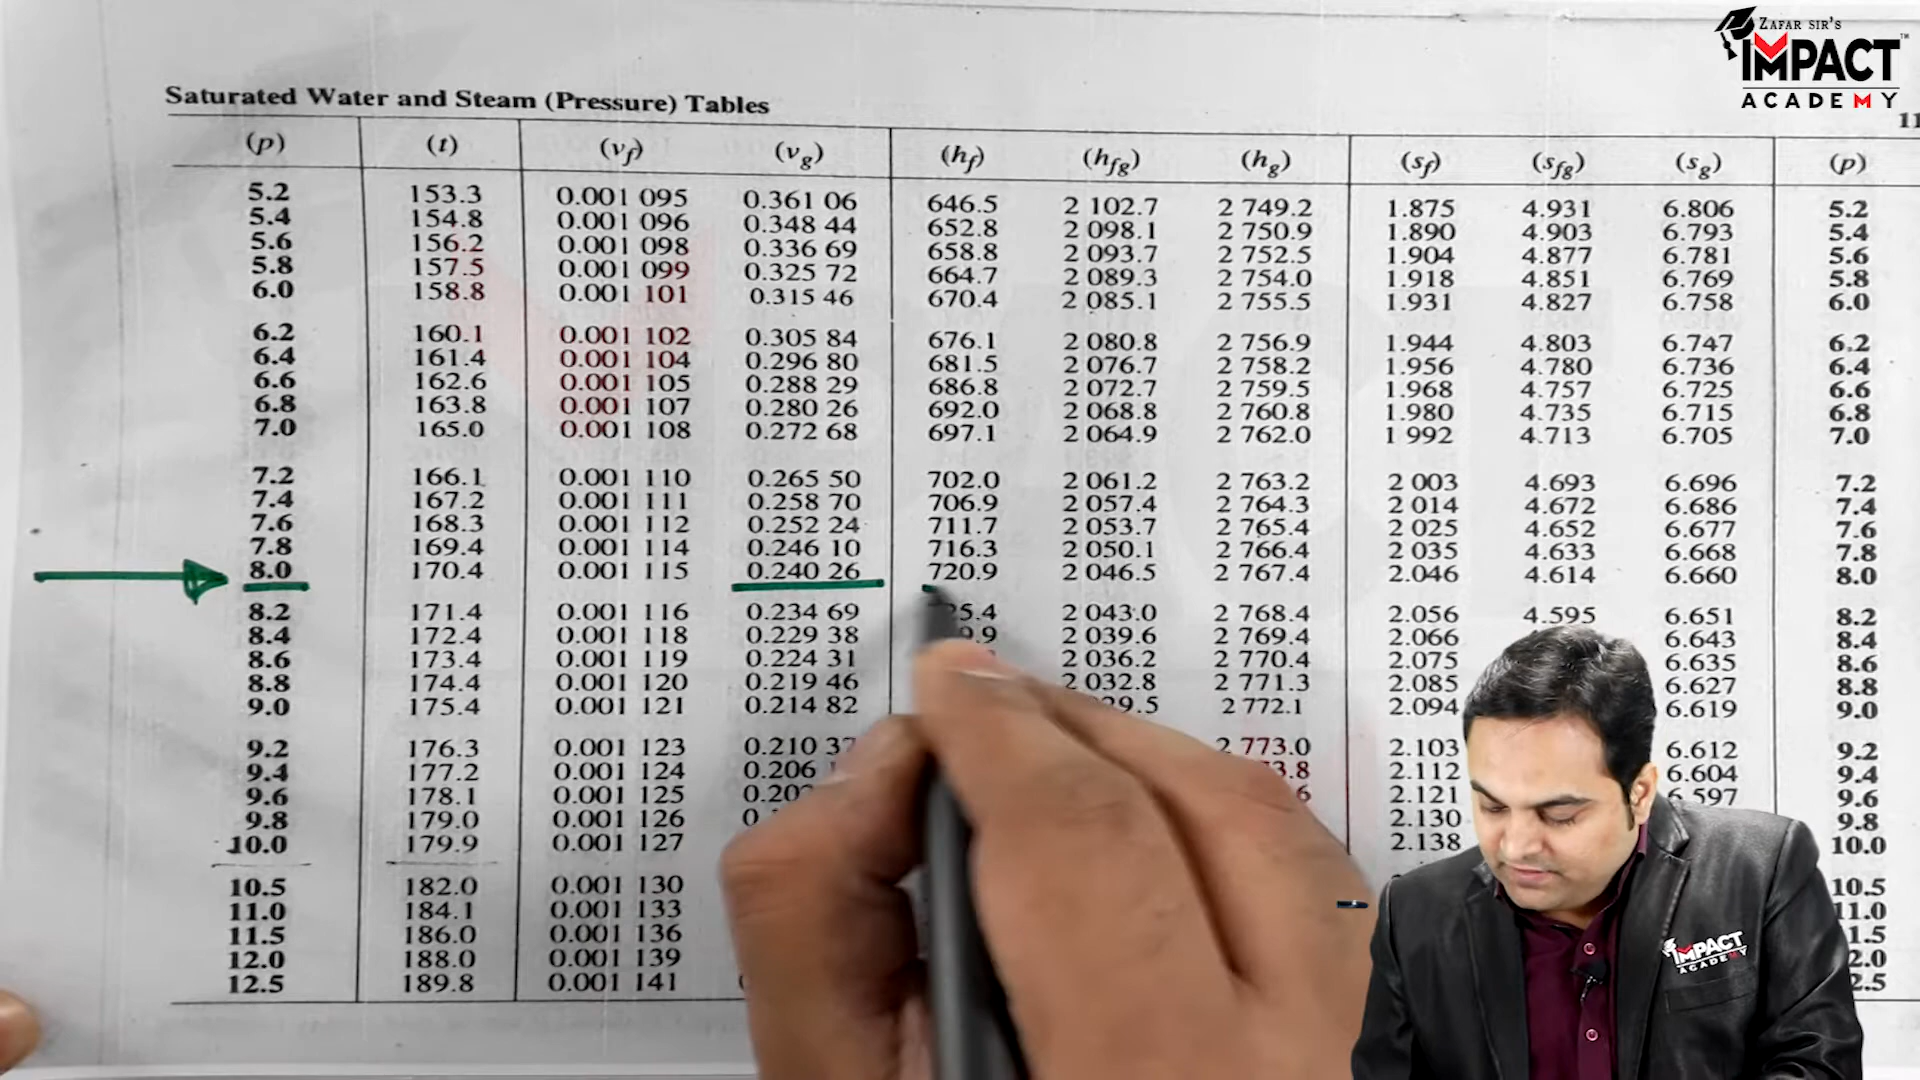 ZAFAR SIR'S
IMPACT
ACADEMY
TM
Saturated Water and Steam (Pressure) Tables
11
(p) (t) (vf) (vg) (hf) (hfg) (hg) (sf) (sfg) (sg) (p)
5.2 153.3 0.001 095 0.361 06 646.5 2 102.7 2 749.2 1.875 4.931 6.806 5.2
5.4 154.8 0.001 096 0.348 44 652.8 2 098.1 2 750.9 1.890 4.903 6.793 5.4
5.6 156.2 0.001 098 0.336 69 658.8 2 093.7 2 752.5 1.904 4.877 6.781 5.6
5.8 157.5 0.001 099 0.325 72 664.7 2 089.3 2 754.0 1.918 4.851 6.769 5.8
6.0 158.8 0.001 101 0.315 46 670.4 2 085.1 2 755.5 1.931 4.827 6.758 6.0
6.2 160.1 0.001 102 0.305 84 676.1 2 080.8 2 756.9 1.944 4.803 6.747 6.2
6.4 161.4 0.001 104 0.296 80 681.5 2 076.7 2 758.2 1.956 4.780 6.736 6.4
6.6 162.6 0.001 105 0.288 29 686.8 2 072.7 2 759.5 1.968 4.757 6.725 6.6
6.8 163.8 0.001 107 0.280 26 692.0 2 068.8 2 760.8 1.980 4.735 6.715 6.8
7.0 165.0 0.001 108 0.272 68 697.1 2 064.9 2 762.0 1 992 4.713 6.705 7.0
7.2 166.1 0.001 110 0.265 50 702.0 2 061.2 2 763.2 2 003 4.693 6.696 7.2
7.4 167.2 0.001 111 0.258 70 706.9 2 057.4 2 764.3 2 014 4.672 6.686 7.4
7.6 168.3 0.001 112 0.252 24 711.7 2 053.7 2 765.4 2 025 4.652 6.677 7.6
7.8 169.4 0.001 114 0.246 10 716.3 2 050.1 2 766.4 2 035 4.633 6.668 7.8
8.0 170.4 0.001 115 0.240 26 720.9 2 046.5 2 767.4 2.046 4.614 6.660 8.0
8.2 171.4 0.001 116 0.234 69 25.4 2 043.0 2 768.4 2.056 4.595 6.651 8.2
8.4 172.4 0.001 118 0.229 38 9.9 2 039.6 2 769.4 2.066 6.643 8.4
8.6 173.4 0.001 119 0.224 31 2 036.2 2 770.4 2.075 6.635 8.6
8.8 174.4 0.001 120 0.219 46 2 032.8 2 771.3 2.085 6.627 8.8
9.0 175.4 0.001 121 0.214 82 29.5 2 772.1 2.094 6.619 9.0
9.2 176.3 0.001 123 0.210 37 2 773.0 2.103 6.612 9.2
9.4 177.2 0.001 124 0.206 3.8 2.112 6.604 9.4
9.6 178.1 0.001 125 0.20 6 2.121 6.597 9.6
9.8 179.0 0.001 126 0. 2.130 9.8
10.0 179.9 0.001 127 2.138 10.0
10.5 182.0 0.001 130 10.5
11.0 184.1 0.001 133 11.0
11.5 186.0 0.001 136 1.5
12.0 188.0 0.001 139 2.0
12.5 189.8 0.001 141 2.5
IMPACT
ACADEMY